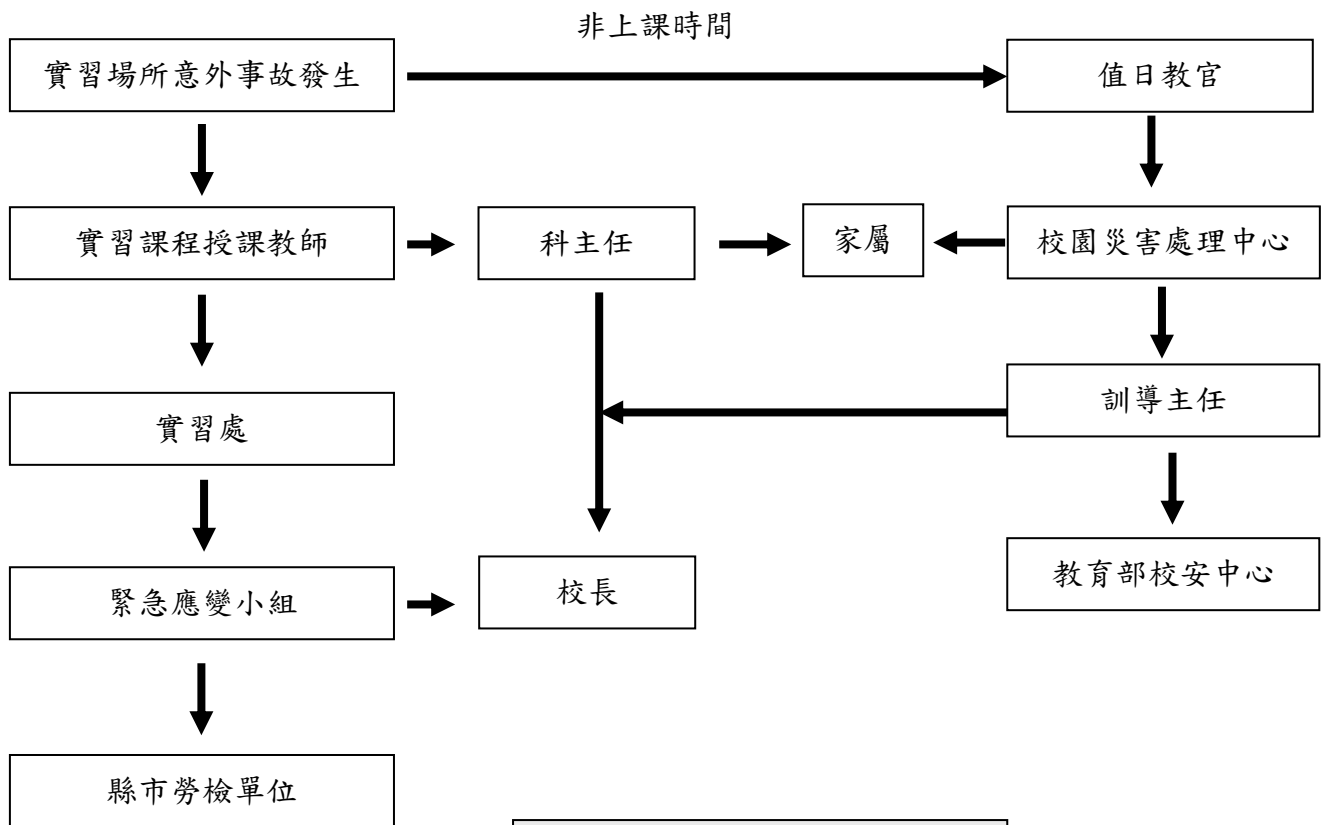 非上課時間
實習場所意外事故發生
值日教官
實習課程授課教師
科主任
家屬
校園災害處理中心
實習處
訓導主任
緊急應變小組
校長
教育部校安中心
縣市勞檢單位